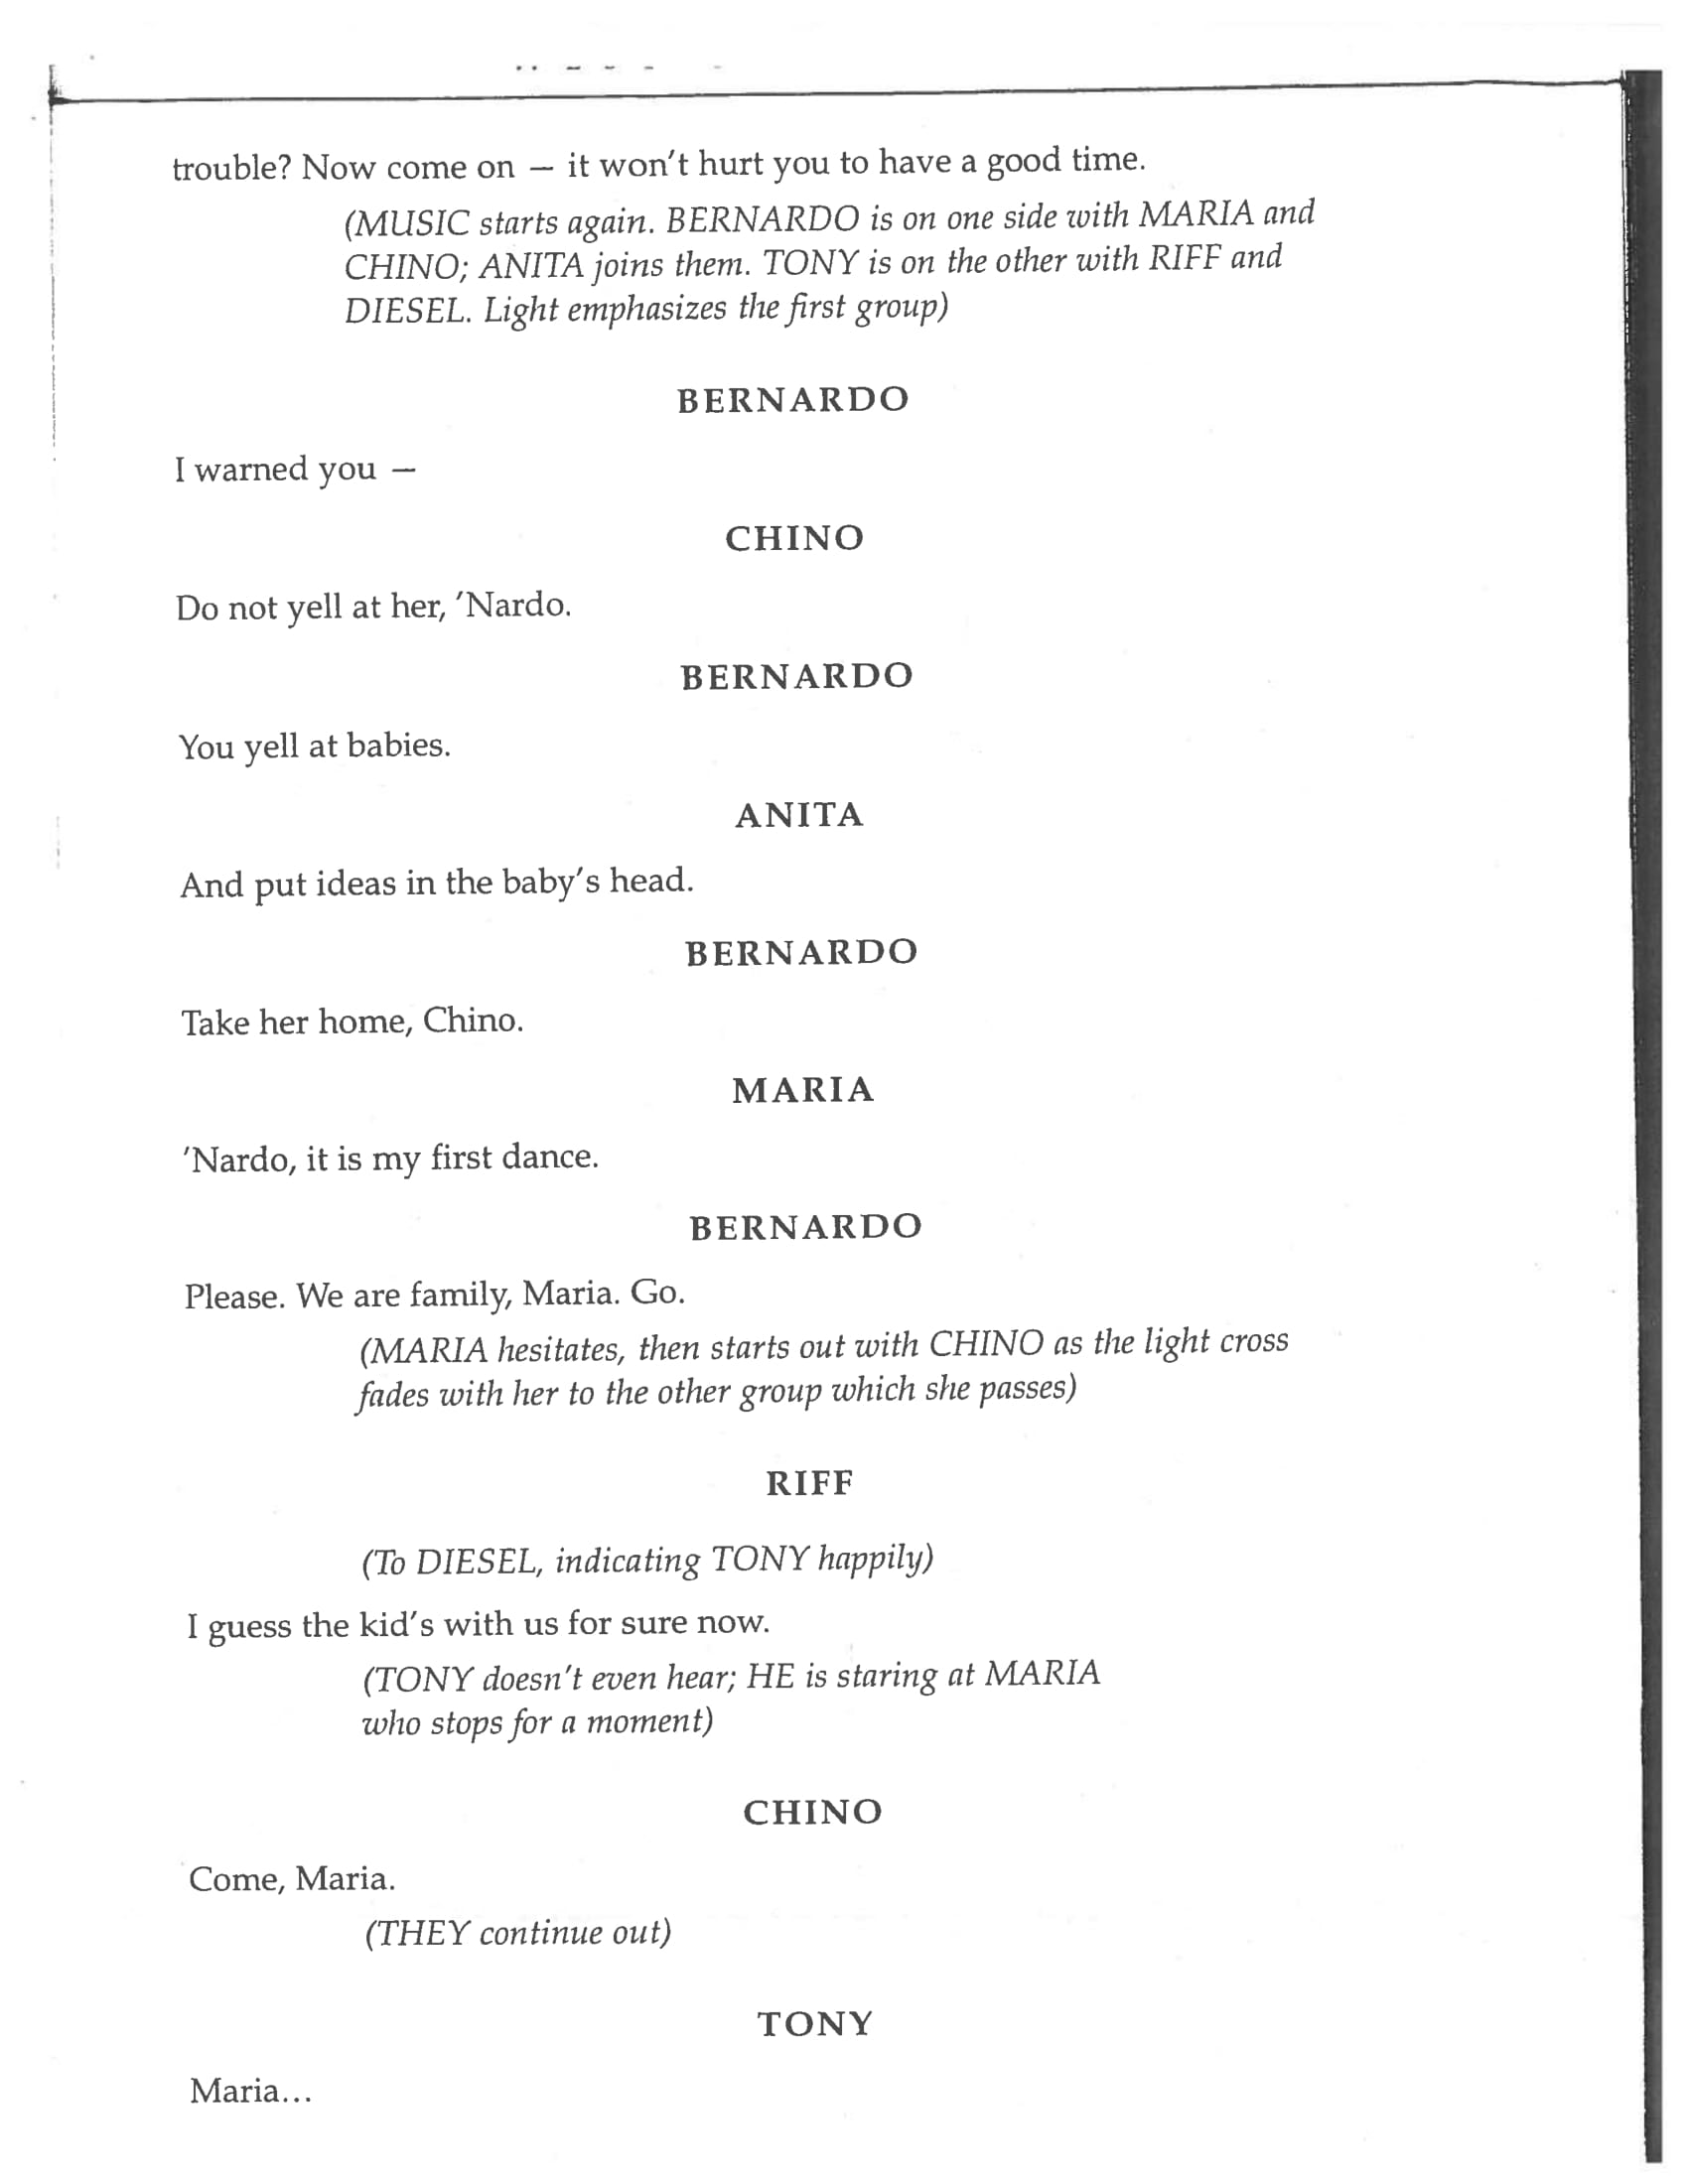 trouble? Now come on — it won't hurt you to have a good time.
(MUSIC starts again. BERNARDO is on one side with MARIA and
CHINO; ANITA joins them. TONY is on the other with RIFF and
DIESEL. Light emphasizes the first group)
BERNARDO
I warned you —
CHINO
Do not yell at her, 'Nardo.
BERNARDO
You yell at babies.
ANITA
And put ideas in the baby's head.
BERNARDO
Take her home, Chino.
MARIA
'Nardo, it is my first dance.
BERNARDO
Please. We are family, Maria. Go.
(MARIA hesitates, then starts out with CHINO as the light cross
fades with her to the other group which she passes)
RIFF
(To DIESEL, indicating TONY happily)
I guess the kid's with us for sure now.
(TONY doesn't even hear; HE is staring at MARIA
who stops for a moment)
CHINO
Come, Maria.
(THEY continue out)
TONY
Maria...